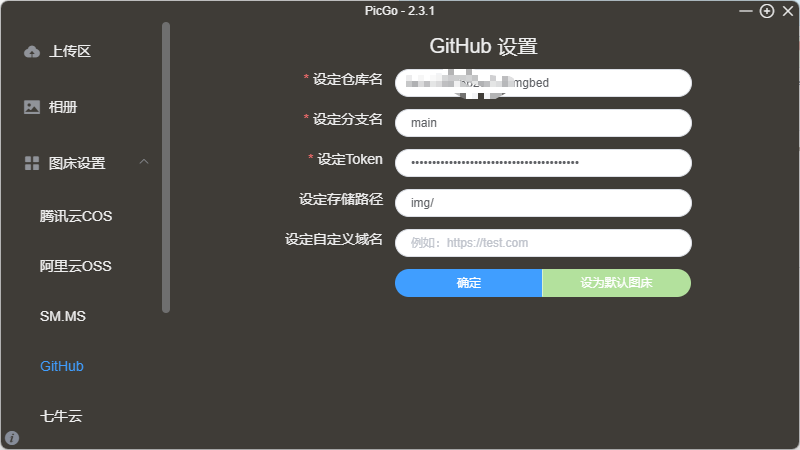 PicGo - 2.3.1
上传区
相册
图床设置
腾讯云COS
阿里云OSS
SM.MS
GitHub
七牛云
GitHub 设置
* 设定仓库名
mgbed
* 设定分支名
main
* 设定Token
••••••••••••••••••••••••••••••••••••••••
设定存储路径
img/
设定自定义域名
例如：https://test.com
确定
设为默认图床